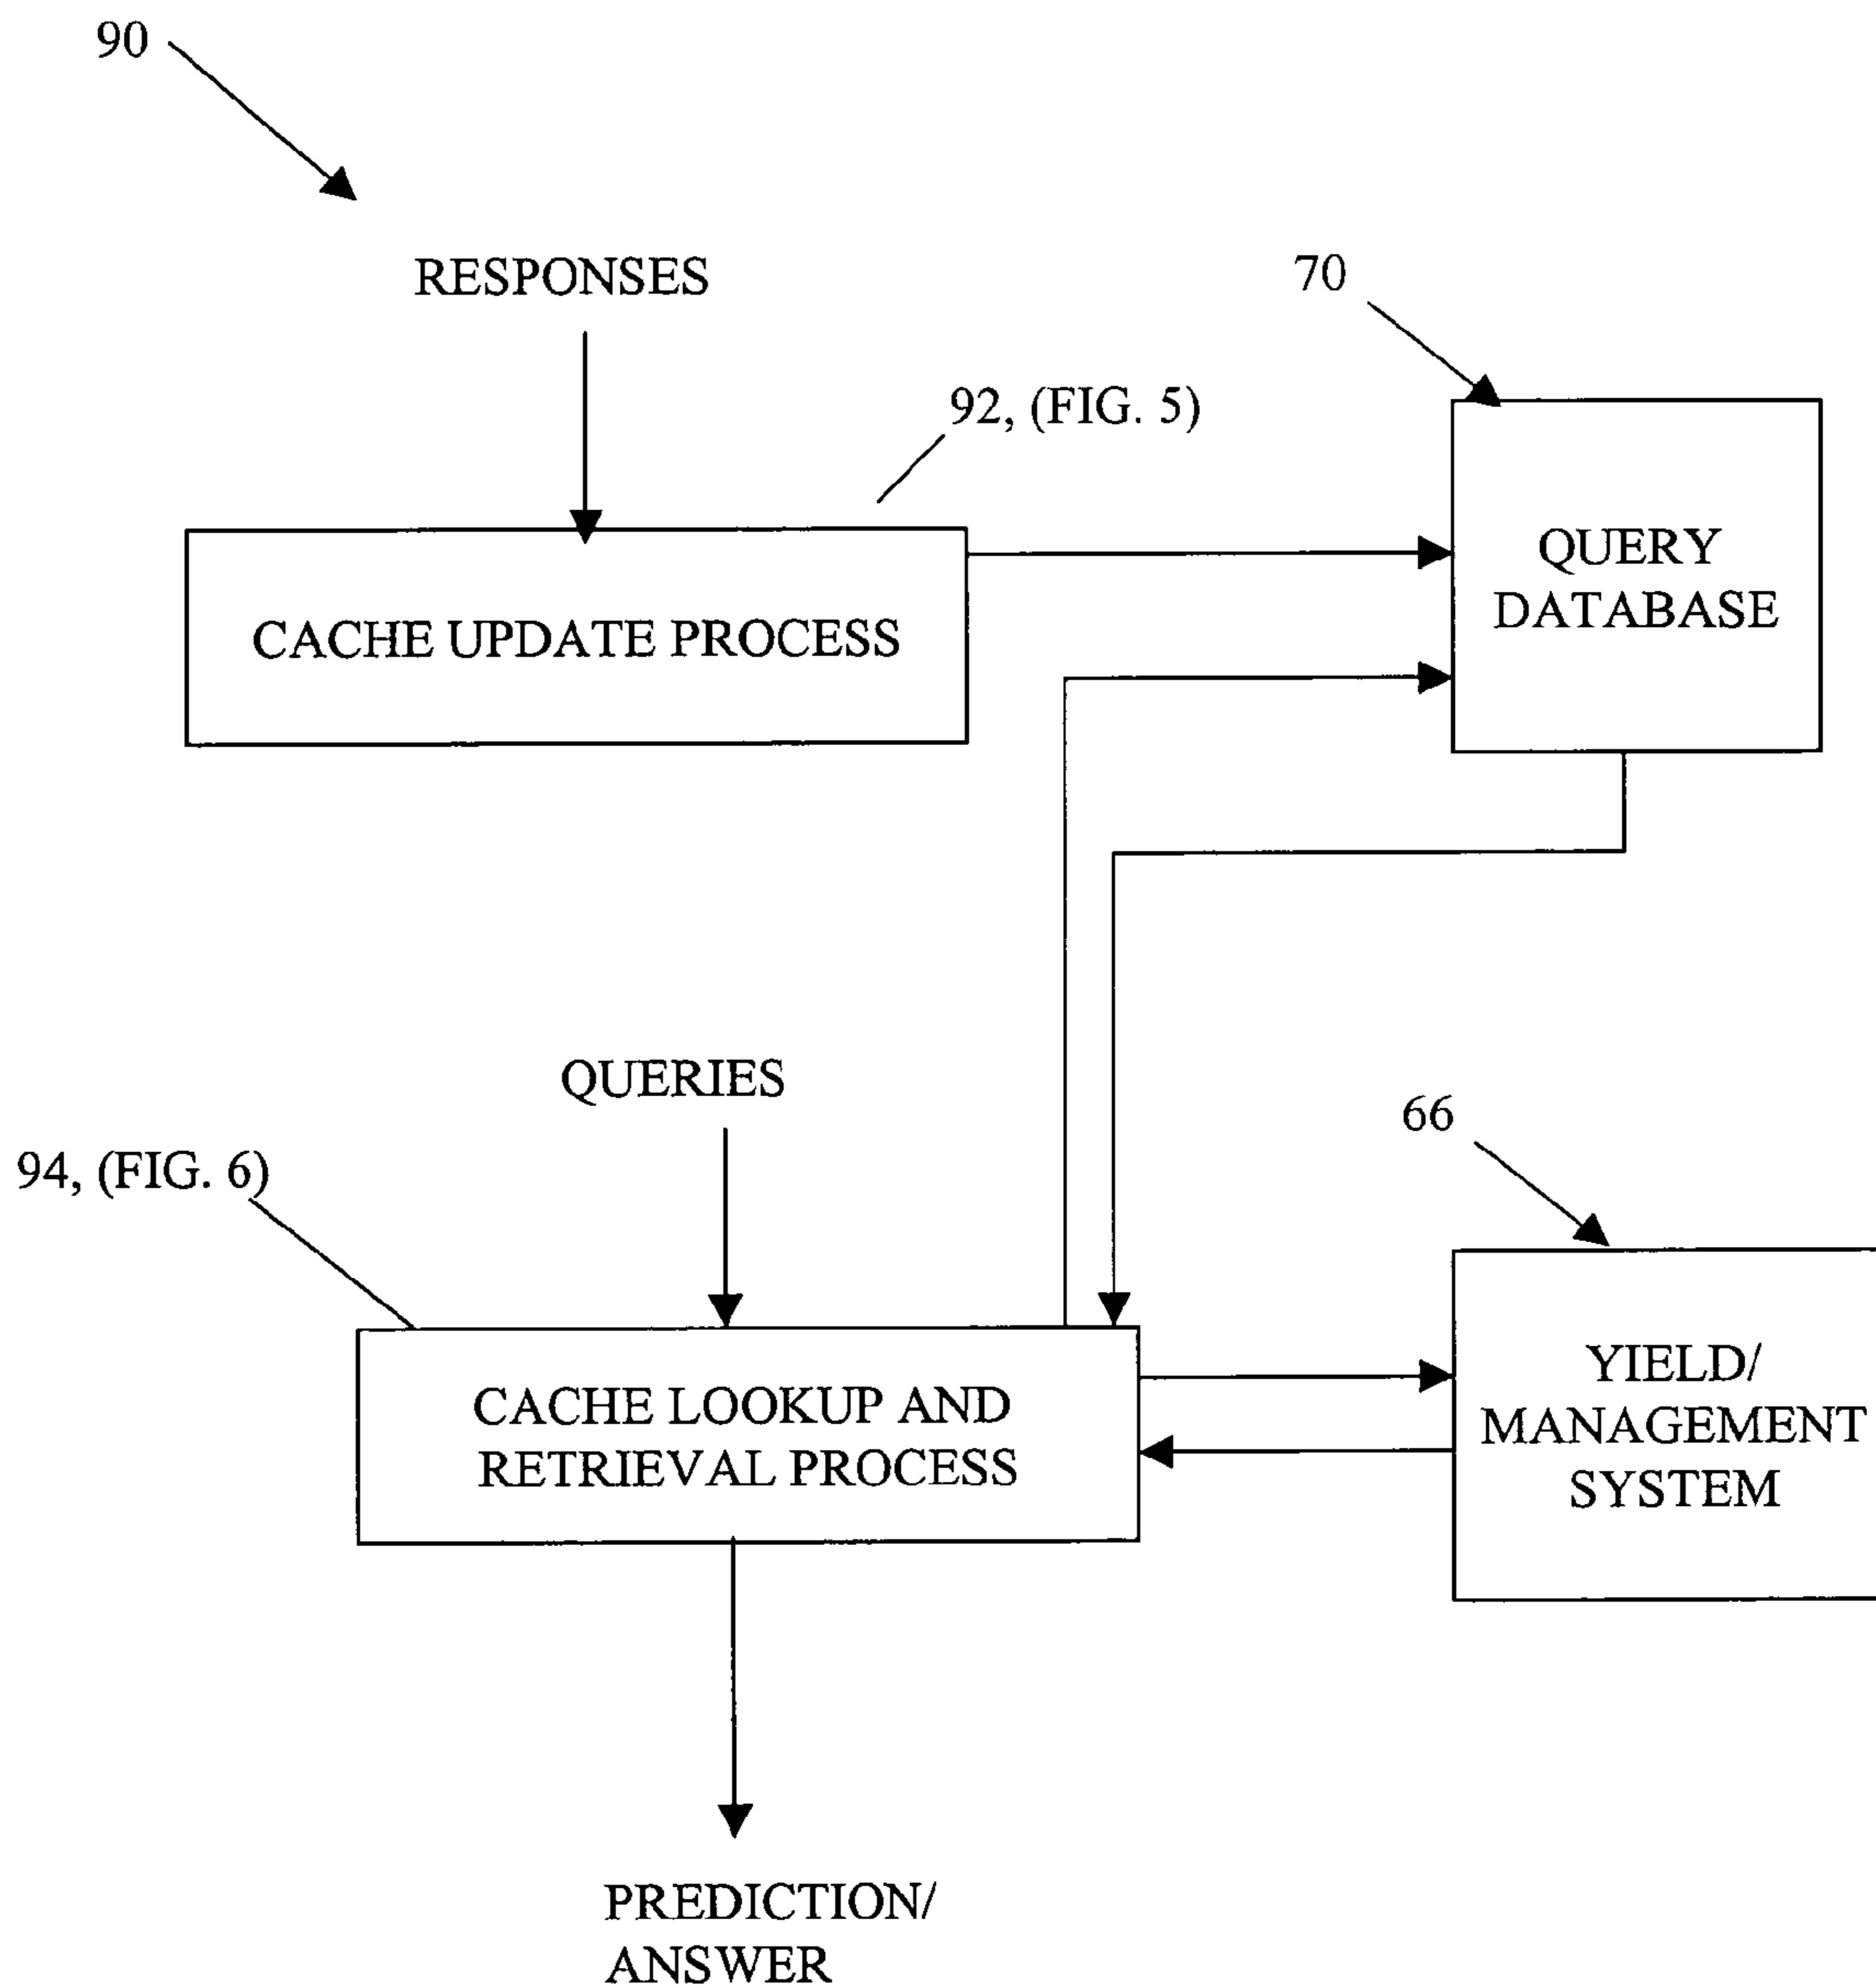 90
RESPONSES
70
92, (FIG. 5)
QUERY
DATABASE
CACHE UPDATE PROCESS
QUERIES
66
94, (FIG. 6)
YIELD/
MANAGEMENT
SYSTEM
CACHE LOOKUP AND
RETRIEVAL PROCESS
PREDICTION/
ANSWER